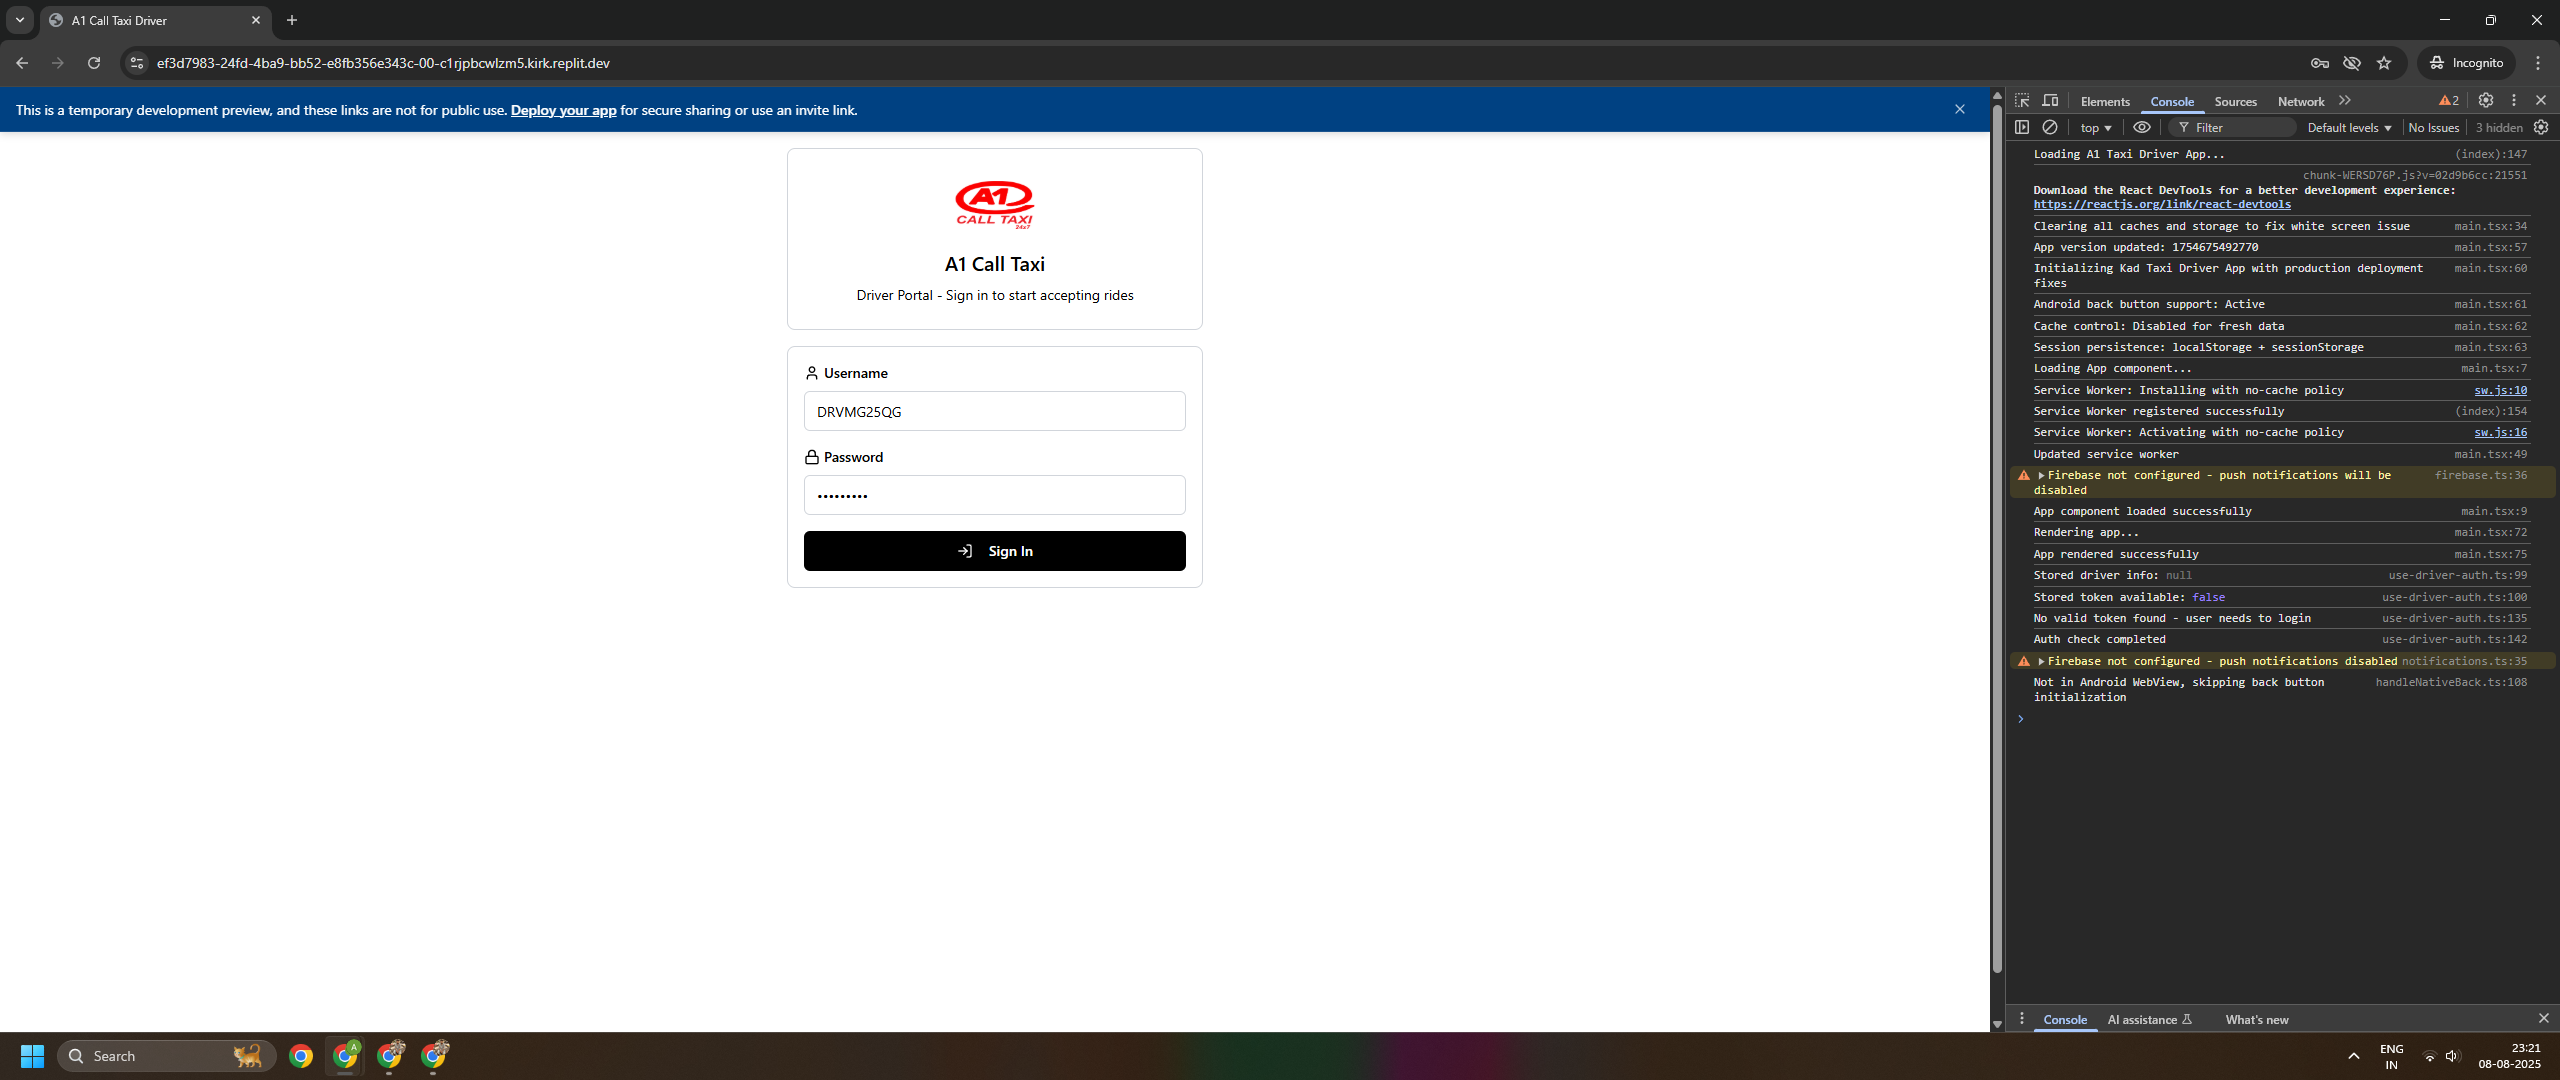 A1 Call Taxi Driver
ef3d7983-24fd-4ba9-bb52-e8fb356e343c-00-c1rjpbcwlzm5.kirk.replit.dev
Incognito
This is a temporary development preview, and these links are not for public use. Deploy your app for secure sharing or use an invite link.
A1
CALL TAXI
24x7
A1 Call Taxi
Driver Portal - Sign in to start accepting rides
Username
DRVMG25QG
Password
•••••••••
Sign In
Elements Console Sources Network 2
top Filter Default levels No Issues 3 hidden
Loading A1 Taxi Driver App... (index):147
chunk-WERSD76P.js?v=02d9b6cc:21551
Download the React DevTools for a better development experience:
https://reactjs.org/link/react-devtools
Clearing all caches and storage to fix white screen issue main.tsx:34
App version updated: 1754675492770 main.tsx:57
Initializing Kad Taxi Driver App with production deployment main.tsx:60
fixes
Android back button support: Active main.tsx:61
Cache control: Disabled for fresh data main.tsx:62
Session persistence: localStorage + sessionStorage main.tsx:63
Loading App component... main.tsx:7
Service Worker: Installing with no-cache policy sw.js:10
Service Worker registered successfully (index):154
Service Worker: Activating with no-cache policy sw.js:16
Updated service worker main.tsx:49
Firebase not configured - push notifications will be firebase.ts:36
disabled
App component loaded successfully main.tsx:9
Rendering app... main.tsx:72
App rendered successfully main.tsx:75
Stored driver info: null use-driver-auth.ts:99
Stored token available: false use-driver-auth.ts:100
No valid token found - user needs to login use-driver-auth.ts:135
Auth check completed use-driver-auth.ts:142
Firebase not configured - push notifications disabled notifications.ts:35
Not in Android WebView, skipping back button handleNativeBack.ts:108
initialization
Console AI assistance What's new
Search
A
ENG
IN
23:21
08-08-2025